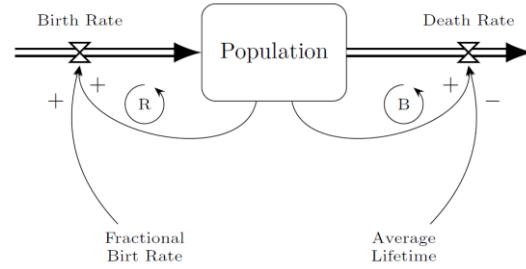 Birth Rate
Death Rate
Population
+
+
R
B
+
−
Fractional
Birt Rate
Average
Lifetime